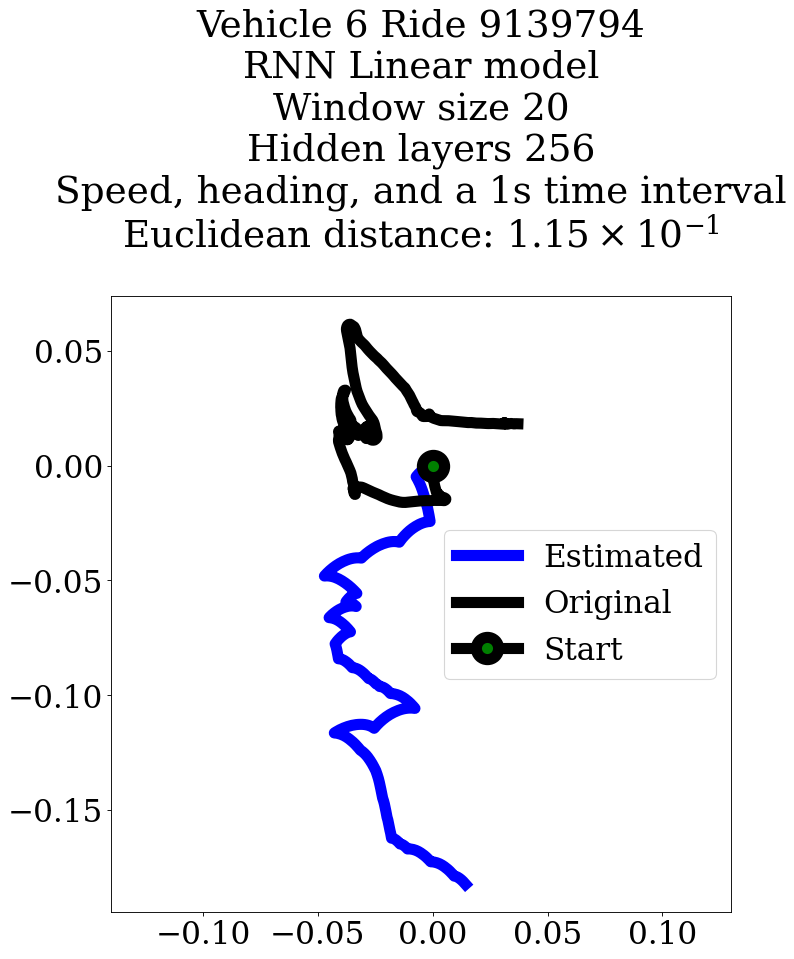 Vehicle 6 Ride 9139794
RNN Linear model
Window size 20
Hidden layers 256
Speed, heading, and a 1s time interval
Euclidean distance: 1.15 × 10⁻¹
0.05
0.00
−0.05
−0.10
−0.15
Estimated
Original
Start
−0.10 −0.05 0.00 0.05 0.10